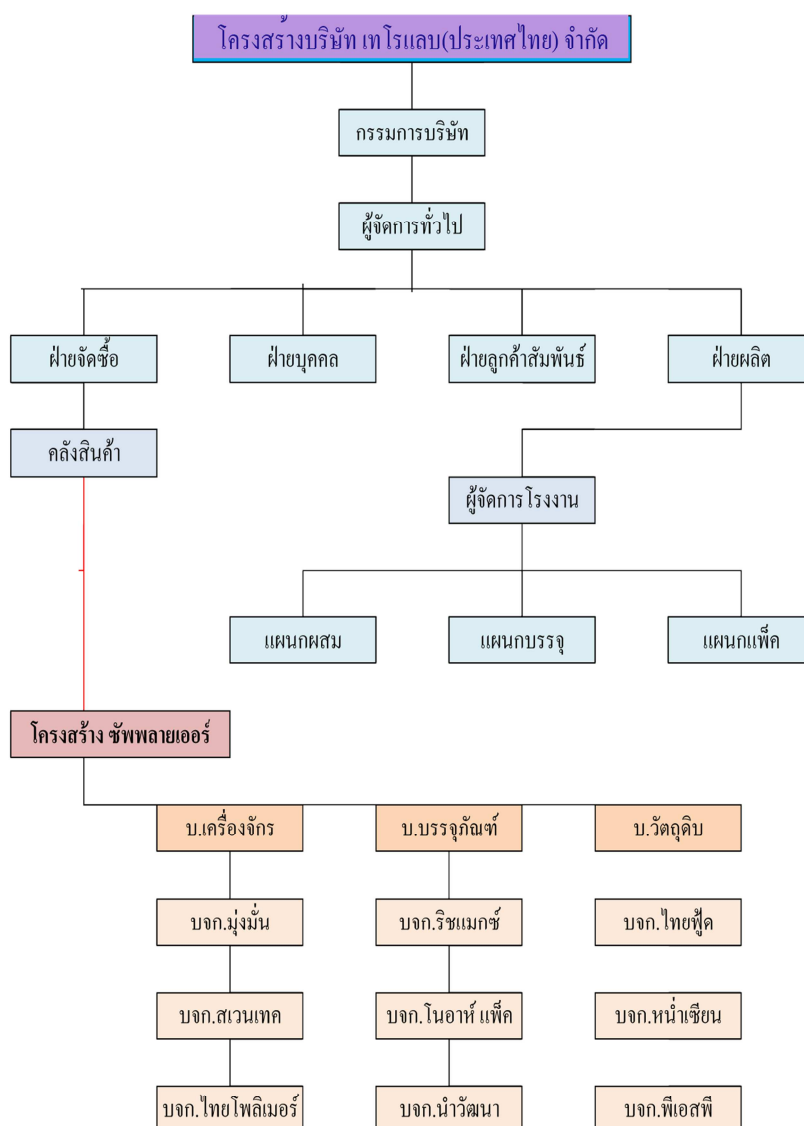 โครงสร้างบริษัท เทโรแลบ(ประเทศไทย) จำกัด
กรรมการบริษัท
ผู้จัดการทั่วไป
ฝ่ายจัดซื้อ
ฝ่ายบุคคล
ฝ่ายลูกค้าสัมพันธ์
ฝ่ายผลิต
คลังสินค้า
ผู้จัดการโรงงาน
แผนกผสม
แผนกบรรจุ
แผนกแพ็ค
โครงสร้าง ซัพพลายเออร์
บ.เครื่องจักร
บ.บรรจุภัณฑ์
บ.วัตถุดิบ
บจก.มุ่งมั่น
บจก.ริชแมกซ์
บจก.ไทยฟู้ด
บจก.สเวนเทค
บจก.โนอาห์ แพ็ค
บจก.หน่ำเซียน
บจก.ไทยโพลิเมอร์
บจก.นำวัฒนา
บจก.พีเอสพี